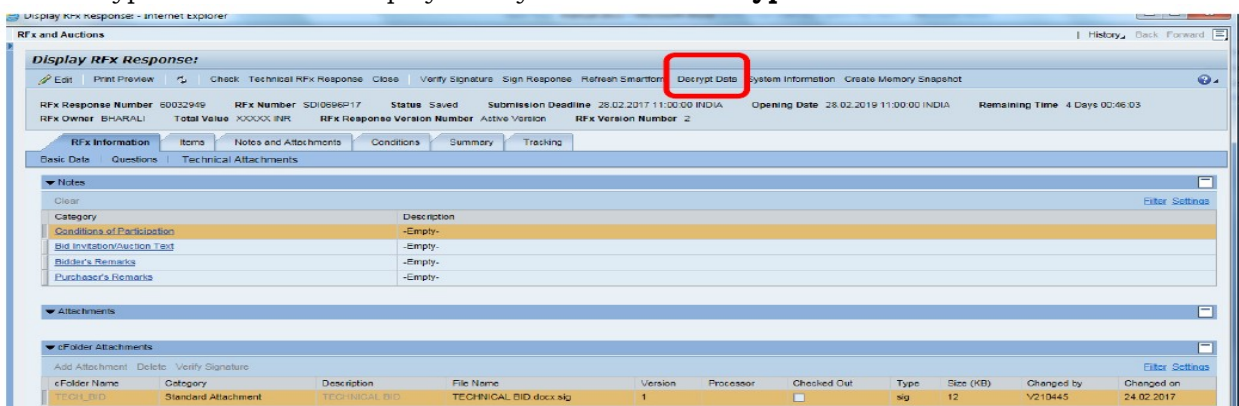 Display RFx Response: - Internet Explorer
RFx and Auctions | History Back Forward
Display RFx Response:
Edit Print Preview Check Technical RFx Response Close Verify Signature Sign Response Refresh Smartform Decrypt Data System Information Create Memory Snapshot
RFx Response Number 60032949 RFx Number SDI0696P17 Status Saved Submission Deadline 28.02.2017 11:00:00 INDIA Opening Date 28.02.2019 11:00:00 INDIA Remaining Time 4 Days 00:46:03
RFx Owner BHARALI Total Value XXXXX INR RFx Response Version Number Active Version RFx Version Number 2
RFx Information Items Notes and Attachments Conditions Summary Tracking
Basic Data Questions Technical Attachments
Notes
Clear Filter Settings
Category Description
Conditions of Participation -Empty-
Bid Invitation/Auction Text -Empty-
Bidder's Remarks -Empty-
Purchaser's Remarks -Empty-
Attachments
cFolder Attachments
Add Attachment Delete Verify Signature Filter Settings
cFolder Name Category Description File Name Version Processor Checked Out Type Size (KB) Changed by Changed on
TECH_BID Standard Attachment TECHNICAL BID TECHNICAL BID.docx.sig 1 sig 12 V210445 24.02.2017